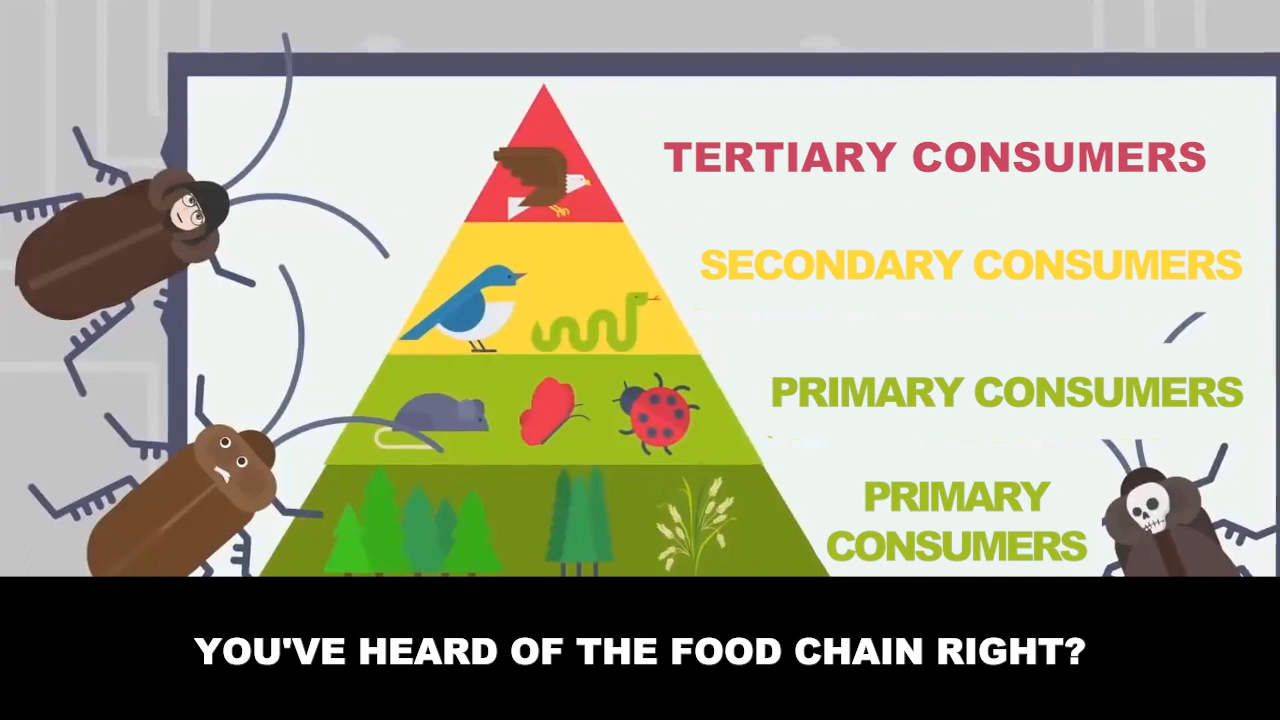 TERTIARY CONSUMERS
SECONDARY CONSUMERS
PRIMARY CONSUMERS
PRIMARY
CONSUMERS
YOU'VE HEARD OF THE FOOD CHAIN RIGHT?